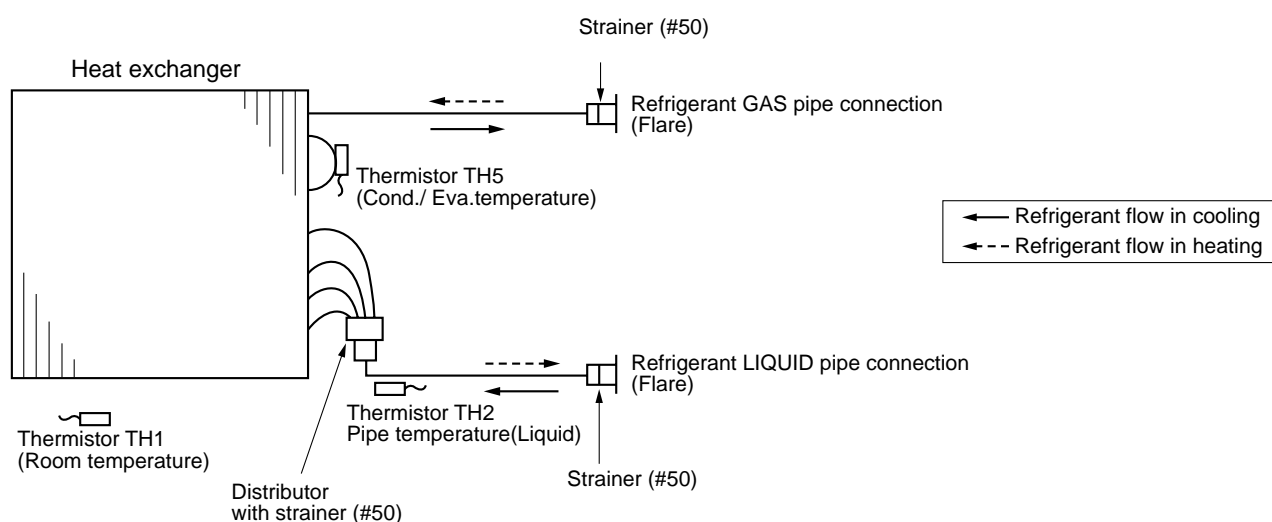 Strainer (#50)
Heat exchanger
Refrigerant GAS pipe connection
(Flare)
Thermistor TH5
(Cond./ Eva.temperature)
Refrigerant flow in cooling
Refrigerant flow in heating
Refrigerant LIQUID pipe connection
(Flare)
Thermistor TH2
Pipe temperature(Liquid)
Thermistor TH1
(Room temperature)
Strainer (#50)
Distributor
with strainer (#50)